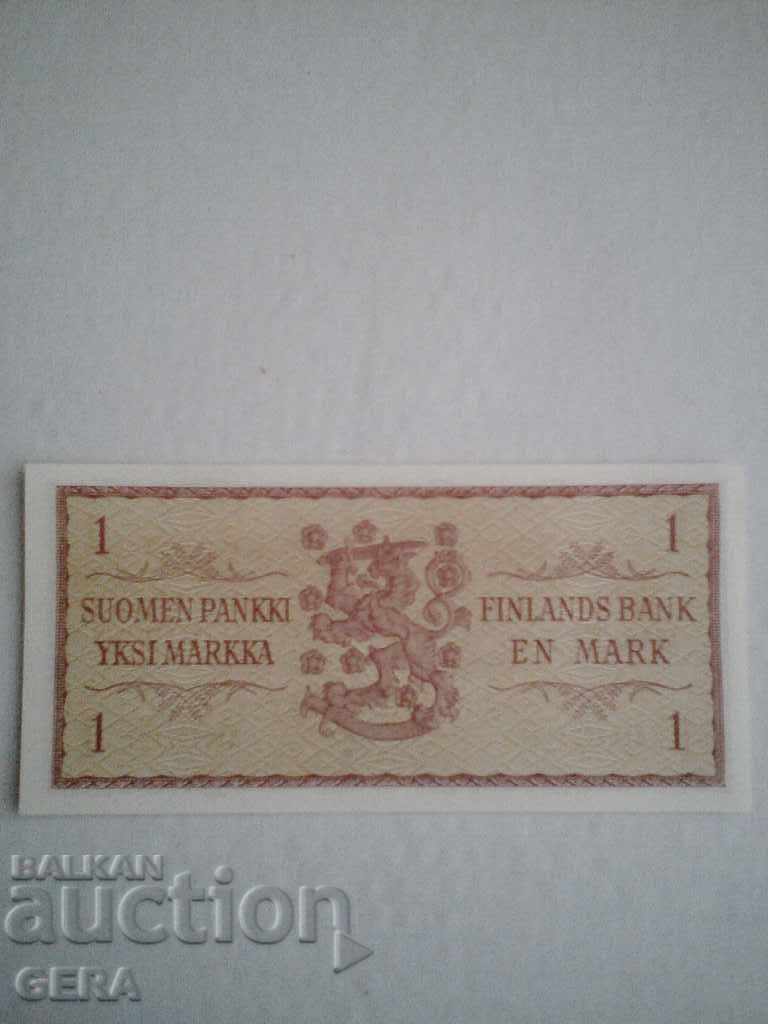 1 1
SUOMEN PANKKI FINLANDS BANK
YKSI MARKKA EN MARK
1 1
BALKAN
auction
GERA